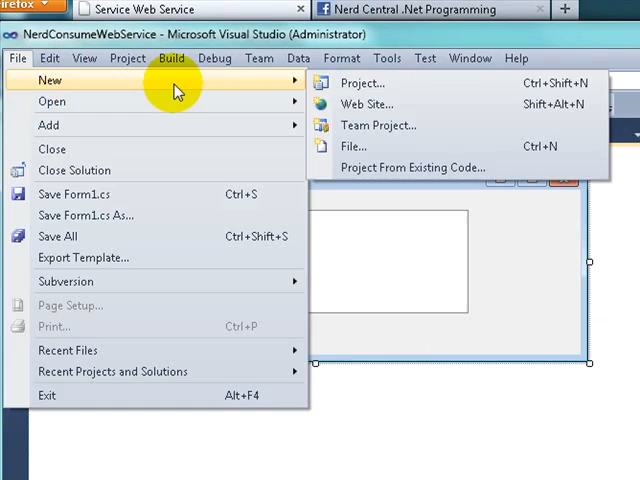 Firefox
Service Web Service
Nerd Central .Net Programming
NerdConsumeWebService - Microsoft Visual Studio (Administrator)
File Edit View Project Build Debug Team Data Format Tools Test Window Help
New
Project... Ctrl+Shift+N
Open
Web Site... Shift+Alt+N
Add
Team Project...
File... Ctrl+N
Close
Project From Existing Code...
Close Solution
Save Form1.cs Ctrl+S
Save Form1.cs As...
Save All Ctrl+Shift+S
Export Template...
Subversion
Page Setup...
Print... Ctrl+P
Recent Files
Recent Projects and Solutions
Exit Alt+F4